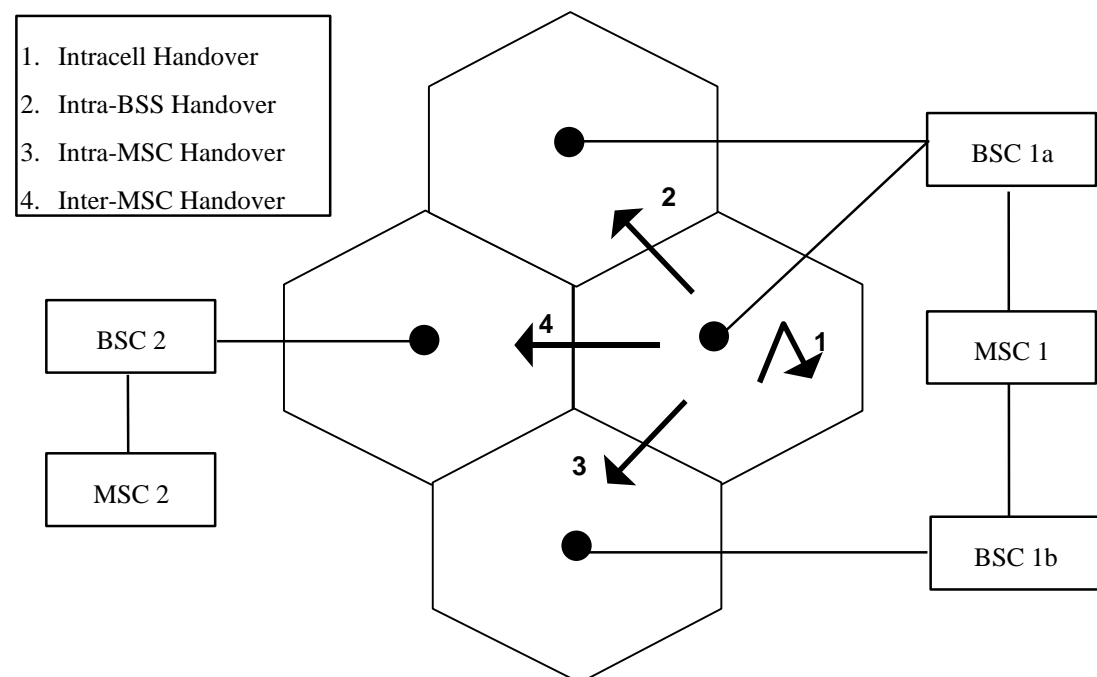 1. Intracell Handover
2. Intra-BSS Handover
3. Intra-MSC Handover
4. Inter-MSC Handover
BSC 1a
2
BSC 2
4
1
MSC 1
3
MSC 2
BSC 1b